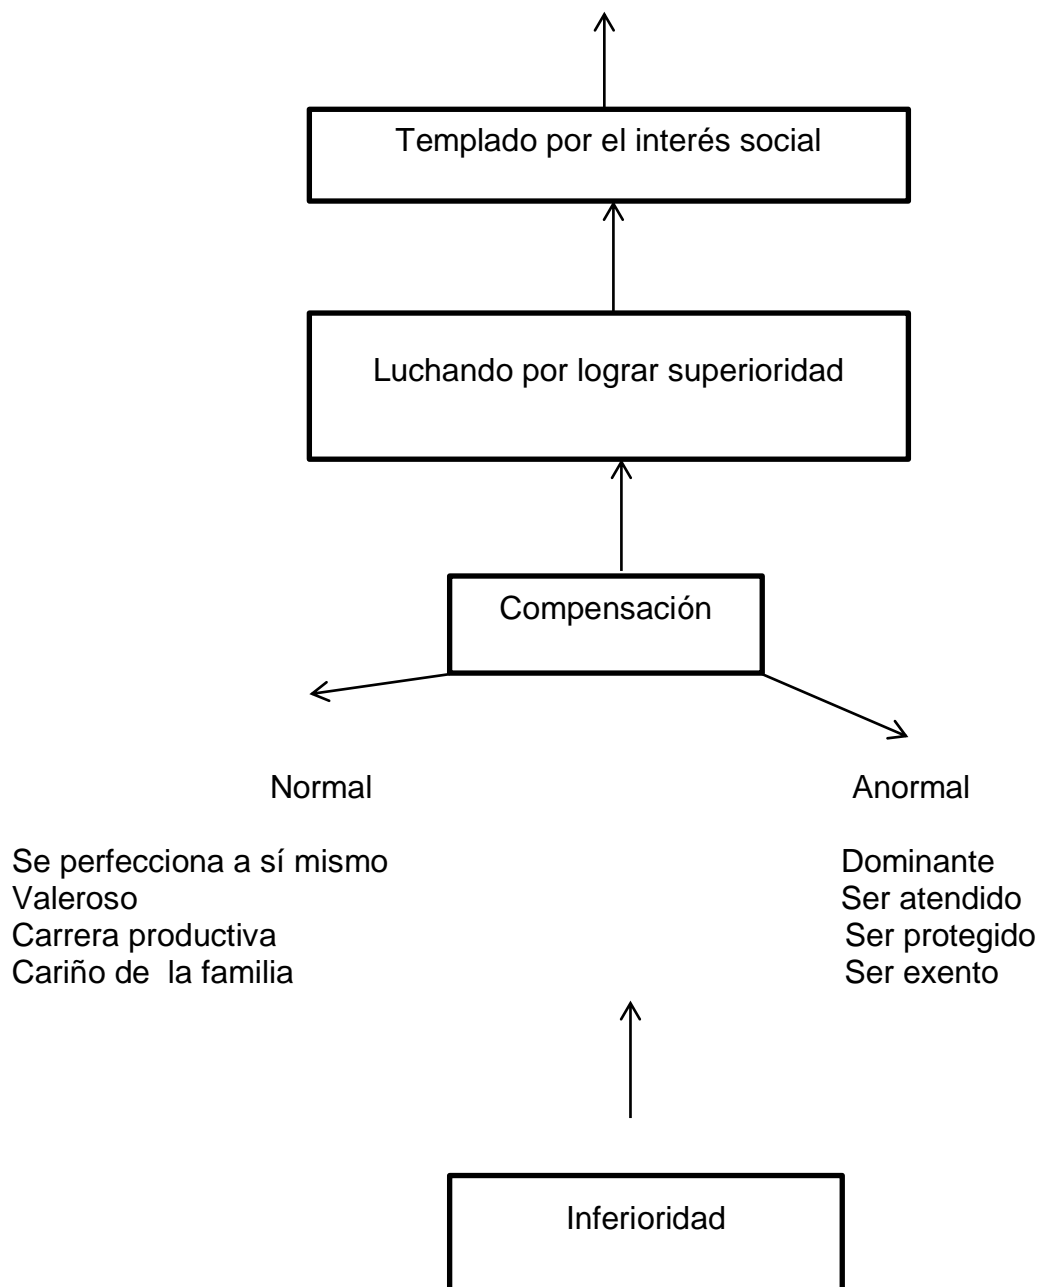 Templado por el interés social
Luchando por lograr superioridad
Compensación
Normal
Anormal
Se perfecciona a sí mismo
Valeroso
Carrera productiva
Cariño de  la familia
Dominante
Ser atendido
Ser protegido
Ser exento
Inferioridad